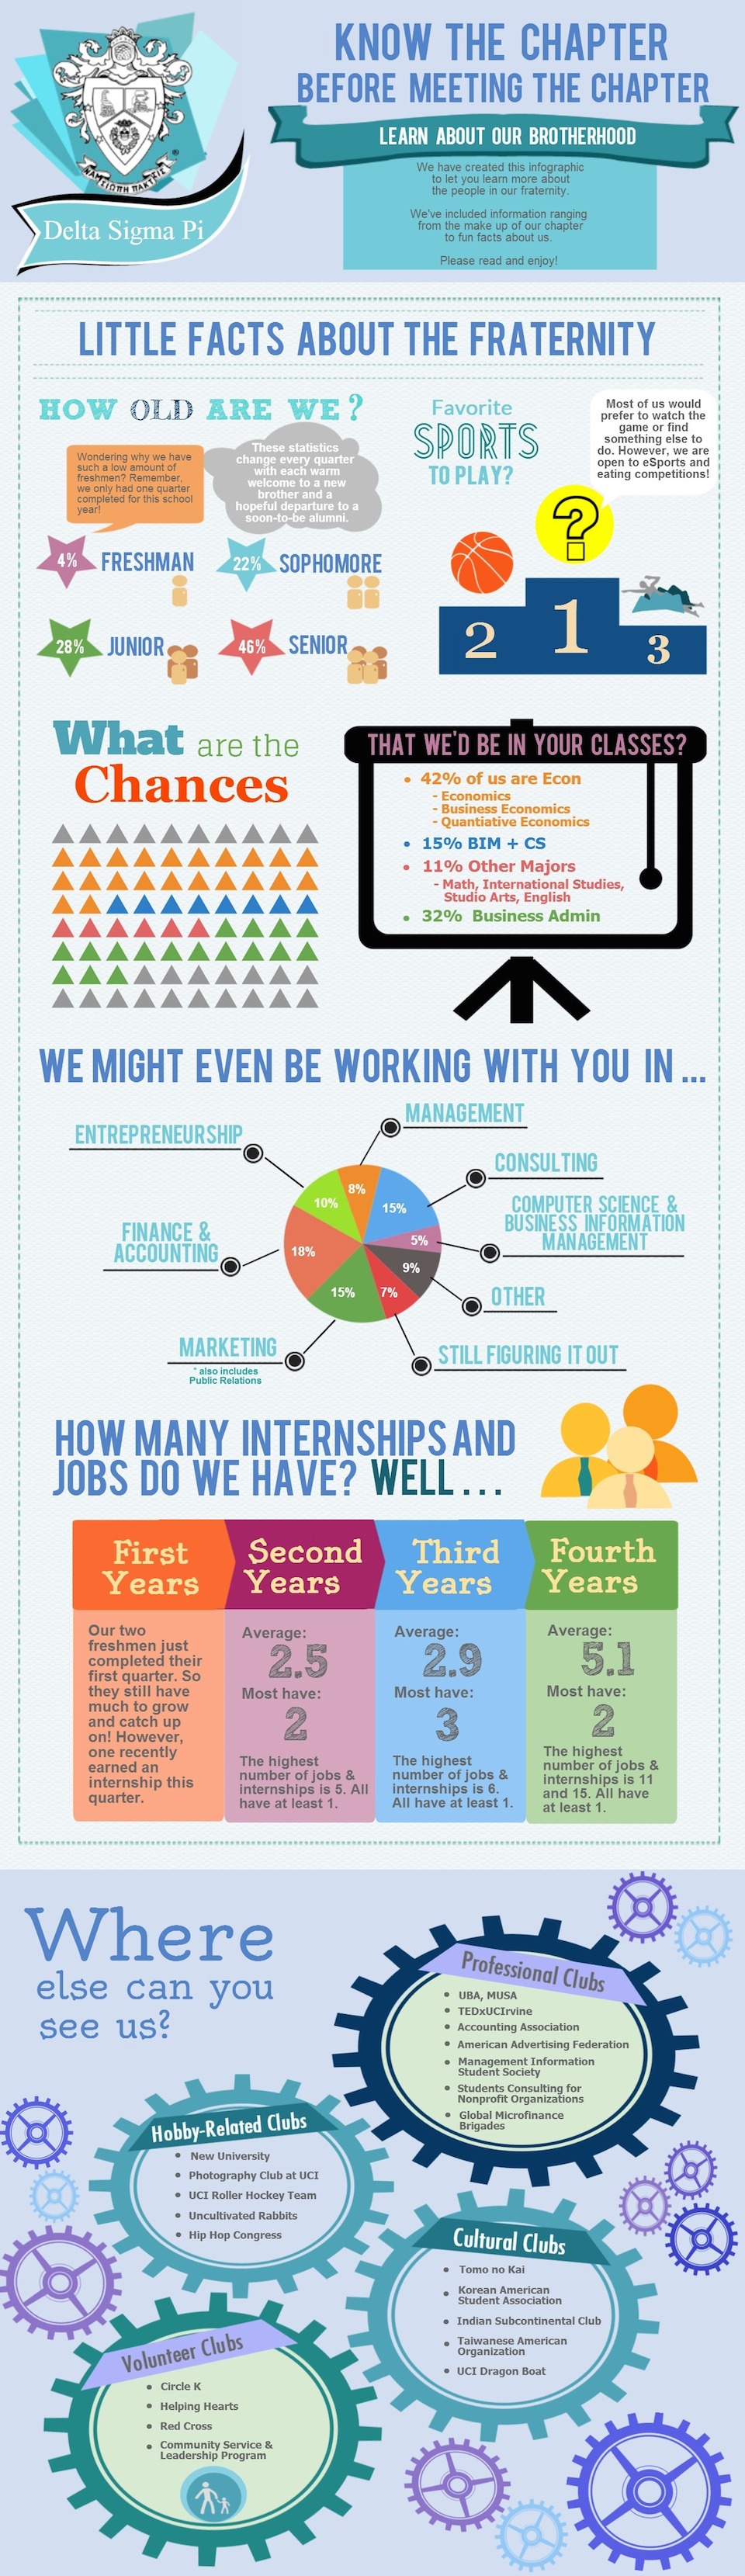 KNOW THE CHAPTER
BEFORE MEETING THE CHAPTER
LEARN ABOUT OUR BROTHERHOOD
We have created this infographic
to let you learn more about
the people in our fraternity.
We've included information ranging
from the make up of our chapter
to fun facts about us.
Please read and enjoy!
Delta Sigma Pi
LITTLE FACTS ABOUT THE FRATERNITY
HOW OLD ARE WE?
Wondering why we have
such a low amount of
freshmen? Remember,
we only had one quarter
completed for this school
year!
These statistics
change every quarter
with each warm
welcome to a new
brother and a
hopeful departure to a
soon-to-be alumni.
4% FRESHMAN
22% SOPHOMORE
28% JUNIOR
46% SENIOR
Favorite
SPORTS
TO PLAY?
Most of us would
prefer to watch the
game or find
something else to
do. However, we are
open to eSports and
eating competitions!
?
2 1 3
What are the
Chances
THAT WE'D BE IN YOUR CLASSES?
• 42% of us are Econ
- Economics
- Business Economics
- Quantiative Economics
• 15% BIM + CS
• 11% Other Majors
- Math, International Studies,
Studio Arts, English
• 32% Business Admin
WE MIGHT EVEN BE WORKING WITH YOU IN ...
MANAGEMENT
ENTREPRENEURSHIP
CONSULTING
COMPUTER SCIENCE &
BUSINESS INFORMATION
MANAGEMENT
FINANCE &
ACCOUNTING
OTHER
MARKETING
* also includes
Public Relations
STILL FIGURING IT OUT
8%
15%
5%
9%
7%
15%
18%
10%
HOW MANY INTERNSHIPS AND
JOBS DO WE HAVE? WELL...
First
Years
Our two
freshmen just
completed their
first quarter. So
they still have
much to grow
and catch up
on! However,
one recently
earned an
internship this
quarter.
Second
Years
Average:
2.5
Most have:
2
The highest
number of jobs &
internships is 5. All
have at least 1.
Third
Years
Average:
2.9
Most have:
3
The highest
number of jobs &
internships is 6.
All have at least 1.
Fourth
Years
Average:
5.1
Most have:
2
The highest
number of jobs &
internships is 11
and 15. All have
at least 1.
Where
else can you
see us?
Professional Clubs
• UBA, MUSA
• TEDxUCIrvine
• Accounting Association
• American Advertising Federation
• Management Information
Student Society
• Students Consulting for
Nonprofit Organizations
• Global Microfinance
Brigades
Hobby-Related Clubs
• New University
• Photography Club at UCI
• UCI Roller Hockey Team
• Uncultivated Rabbits
• Hip Hop Congress
Cultural Clubs
• Tomo no Kai
• Korean American
Student Association
• Indian Subcontinental Club
• Taiwanese American
Organization
• UCI Dragon Boat
Volunteer Clubs
• Circle K
• Helping Hearts
• Red Cross
• Community Service &
Leadership Program